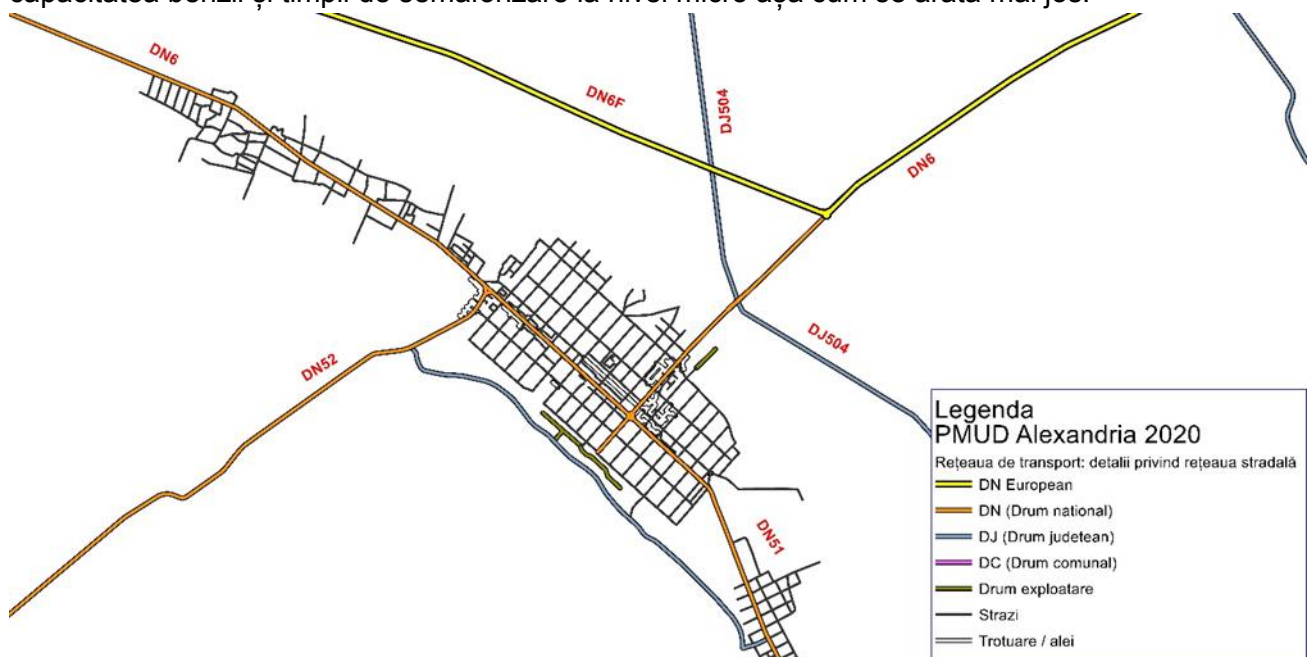 capacitatea benzii și timpii de semaforizare la nivel micro așa cum se arată mai jos.
DN6
DN6F
DJ504
DN6
DN52
DJ504
DN51
Legenda
PMUD Alexandria 2020
Rețeaua de transport: detalii privind rețeaua stradală
DN European
DN (Drum national)
DJ (Drum judetean)
DC (Drum comunal)
Drum exploatare
Strazi
Trotuare / alei